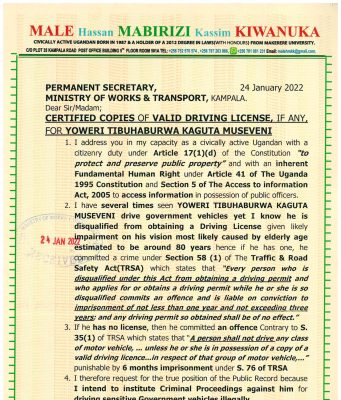 MALE Hassan MABIRIZI Kassim KIWANUKA
CIVICALLY ACTIVE UGANDAN BORN IN 1987 & A HOLDER OF A 2012 DEGREE IN LAWS(WITH HONOURS) FROM MAKERERE UNIVERSITY.
C/O PLOT 35 KAMPALA ROAD POST OFFICE BUILDING
PERMANENT SECRETARY, 24 January 2022
MINISTRY OF WORKS & TRANSPORT, KAMPALA.
Dear Sir/Madam;
CERTIFIED COPIES OF VALID DRIVING LICENSE, IF ANY,
FOR YOWERI TIBUHABURWA KAGUTA MUSEVENI
1. I address you in my capacity as a civically active Ugandan with a
citizenry duty under Article 17(1)(d) of the Constitution "to
protect and preserve public property" and with an inherent
Fundamental Human Right under Article 41 of The Uganda
1995 Constitution and Section 5 of The Access to information
Act, 2005 to access information in possession of public officers.
2. I have several times seen YOWERI TIBUHABURWA KAGUTA
MUSEVENI drive government vehicles yet I know he is
disqualified from obtaining a Driving License given likely
impairment on his vision most likely caused by elderly age
estimated to be around 80 years hence if he has one, he
committed a crime under Section 58 (1) of The Traffic & Road
Safety Act(TRSA) which states that "Every person who is
disqualified under this Act from obtaining a driving permit and
who applies for or obtains a driving permit while he or she is so
disqualified commits an offence and is liable on conviction to
imprisonment of not less than one year and not exceeding three
years; and any driving permit so obtained shall be of no effect."
3. If he has no license, then he committed an offence Contrary to S.
35(1) of TRSA which states that "A person shall not drive any class
of motor vehicle, ... unless he or she is in possession of a copy of a
valid driving licence...in respect of that group of motor vehicle,..."
punishable by 6 months imprisonment under S. 76 of TRSA
4. I therefore request for the true position of the Public Record because
I intend to institute Criminal Proceedings against him for
driving sensitive Government vehicles illegally
24 JAN 2022